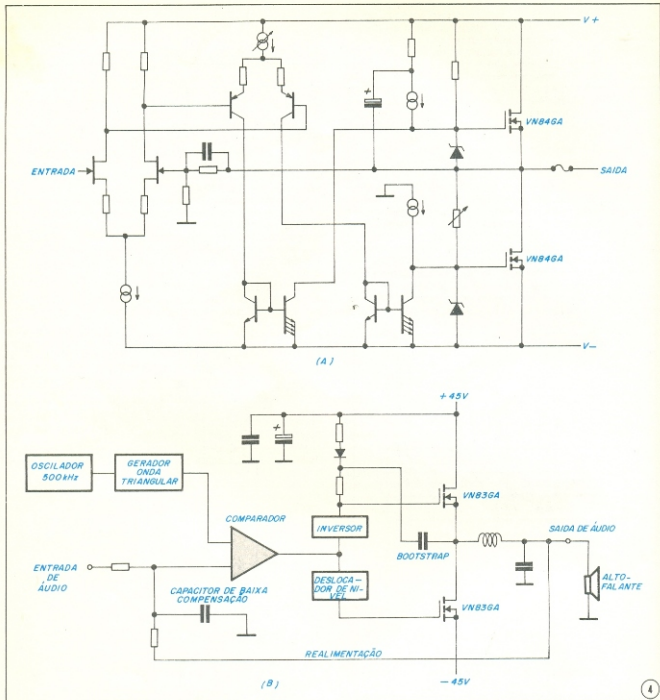 V+
VN84GA
ENTRADA
SAIDA
VN84GA
V-
(A)
+45V
OSCILADOR
500kHz
GERADOR
ONDA
TRIANGULAR
COMPARADOR
VN83GA
INVERSOR
BOOTSTRAP
SAIDA DE ÁUDIO
ENTRADA
DE
ÁUDIO
CAPACITOR DE BAIXA
COMPENSAÇÃO
DESLOCA-
DOR DE NÍ-
VEL
ALTO-
FALANTE
VN83GA
REALIMENTAÇÃO
(B)
-45V
4